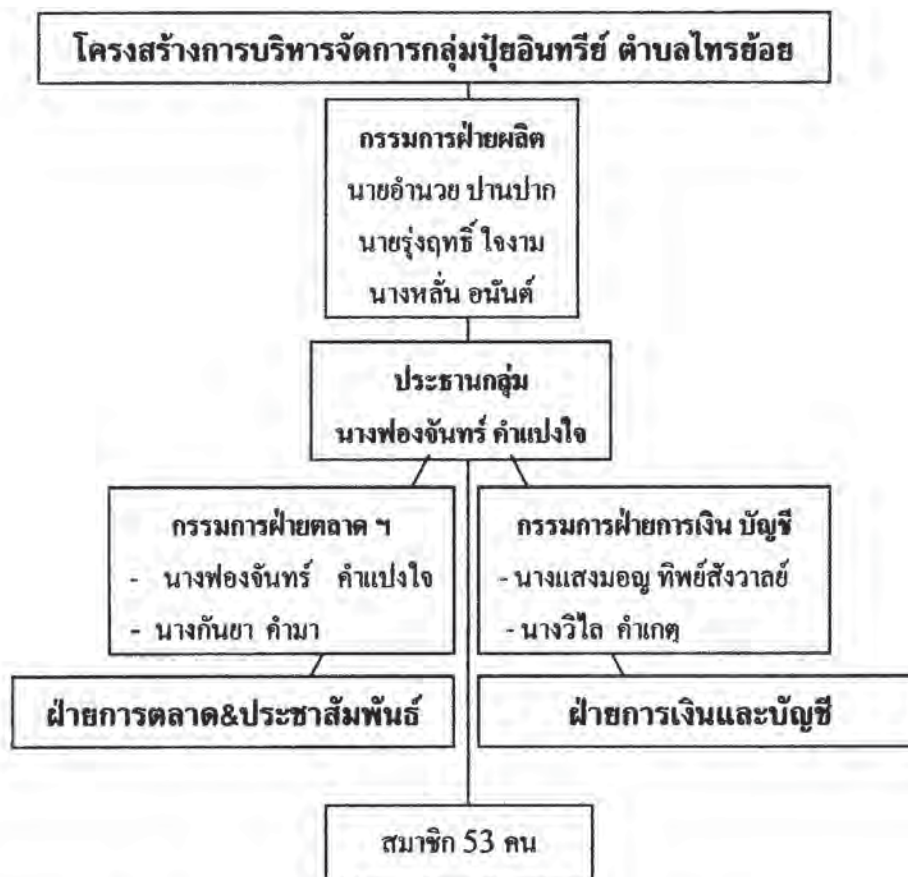 โครงสร้างการบริหารจัดการกลุ่มปุ๋ยอินทรีย์ ตำบลไทรย้อย
กรรมการฝ่ายผลิต
นายอำนวย ปานปาก
นายรุ่งฤทธิ์ ใจงาม
นางหลั่น อนันต์
ประธานกลุ่ม
นางฟองจันทร์ คำแปงใจ
กรรมการฝ่ายตลาด ฯ
- นางฟองจันทร์ คำแปงใจ
- นางกันยา คำมา
กรรมการฝ่ายการเงิน บัญชี
- นางแสงมอญ ทิพย์สังวาลย์
- นางวิไล คำเกตุ
ฝ่ายการตลาด&ประชาสัมพันธ์
ฝ่ายการเงินและบัญชี
สมาชิก 53 คน